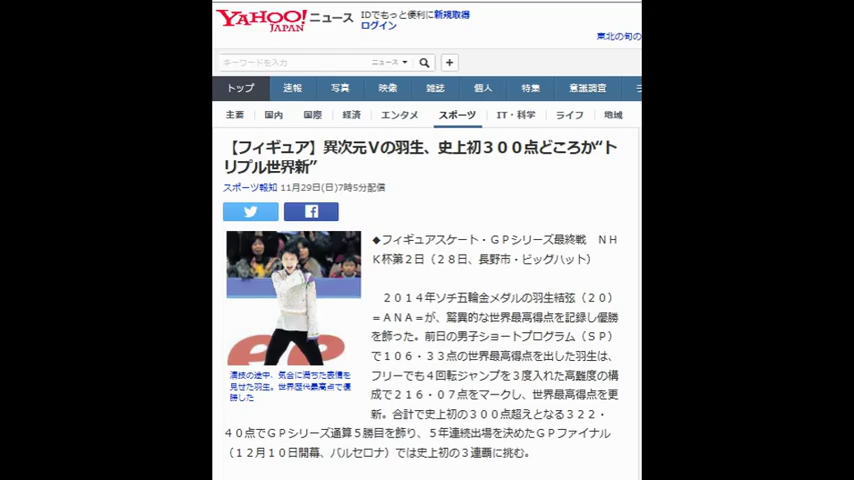 YAHOO! JAPAN ニュース
IDでもっと便利に新規取得
ログイン
東北の旬の
キーワードを入力
ニュース
トップ 速報 写真 映像 雑誌 個人 特集 意識調査
主要 国内 国際 経済 エンタメ スポーツ IT・科学 ライフ 地域
【フィギュア】異次元Ｖの羽生、史上初３００点どころか“ト
リプル世界新”
スポーツ報知 11月29日(日)7時5分配信
◆フィギュアスケート・ＧＰシリーズ最終戦　ＮＨ
Ｋ杯第２日（２８日、長野市・ビッグハット）
２０１４年ソチ五輪金メダルの羽生結弦（２０）
＝ＡＮＡ＝が、驚異的な世界最高得点を記録し優勝
を飾った。前日の男子ショートプログラム（ＳＰ）
で１０６・３３点の世界最高得点を出した羽生は、
フリーでも４回転ジャンプを３度入れた高難度の構
成で２１６・０７点をマークし、世界最高得点を更
新。合計で史上初の３００点超えとなる３２２・
４０点でＧＰシリーズ通算５勝目を飾り、５年連続出場を決めたＧＰファイナル
（１２月１０日開幕、バルセロナ）では史上初の３連覇に挑む。
演技の途中、気合に満ちた表情を
見せた羽生。世界歴代最高点で優
勝した